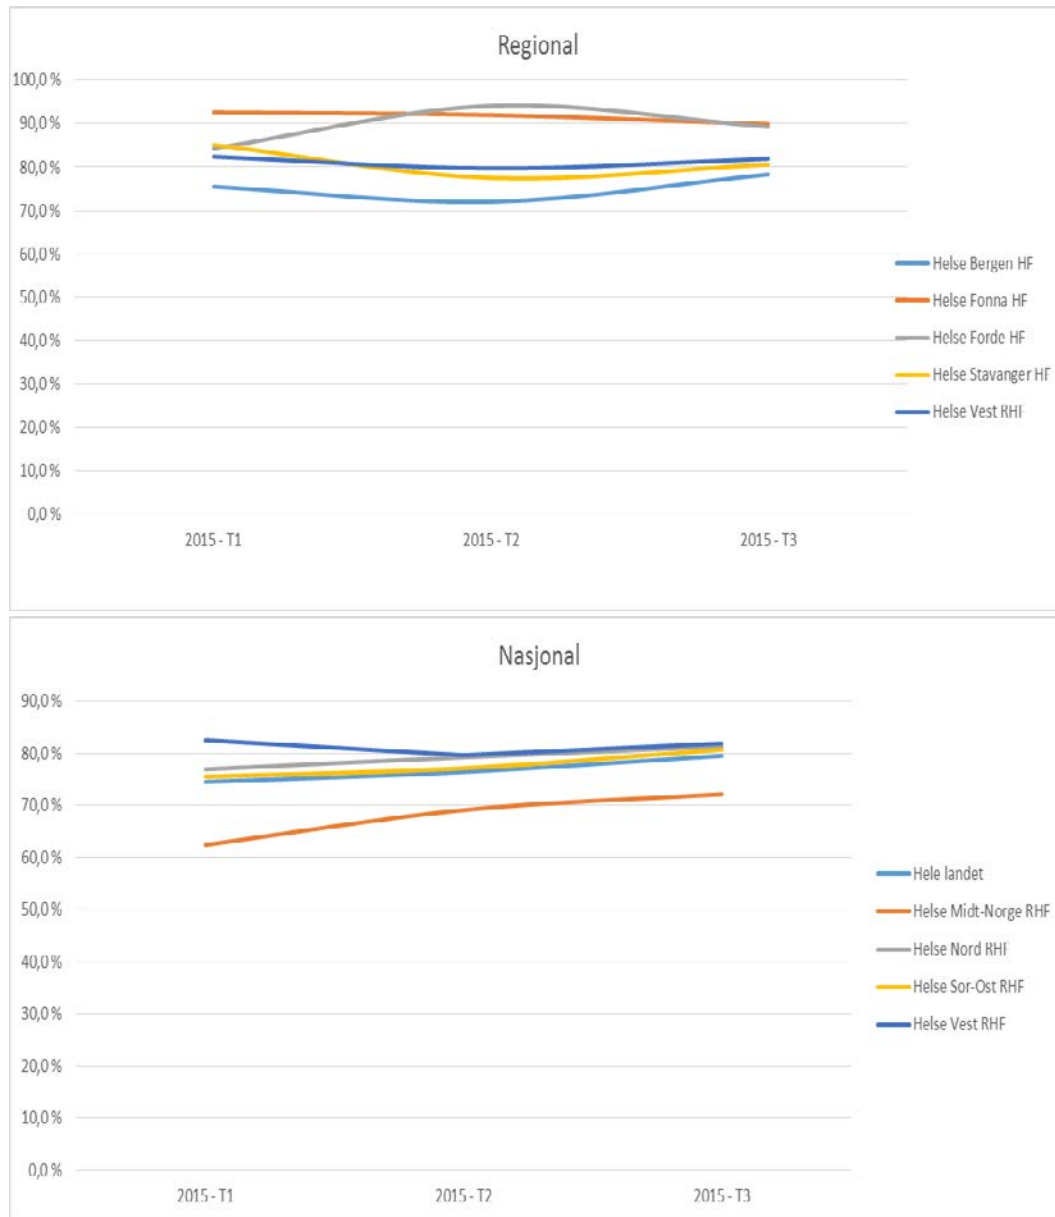 Regional
100,0 %
90,0 %
80,0 %
70,0 %
60,0 %
50,0 %
40,0 %
30,0 %
20,0 %
10,0 %
0,0 %
2015 - T1 2015 - T2 2015 - T3
Helse Bergen HF
Helse Fonna HF
Helse Forde HF
Helse Stavanger HF
Helse Vest RHF
Nasjonal
90,0 %
80,0 %
70,0 %
60,0 %
50,0 %
40,0 %
30,0 %
20,0 %
10,0 %
0,0 %
2015 - T1 2015 - T2 2015 - T3
Hele landet
Helse Midt-Norge RHF
Helse Nord RHF
Helse Sor-Ost RHF
Helse Vest RHF